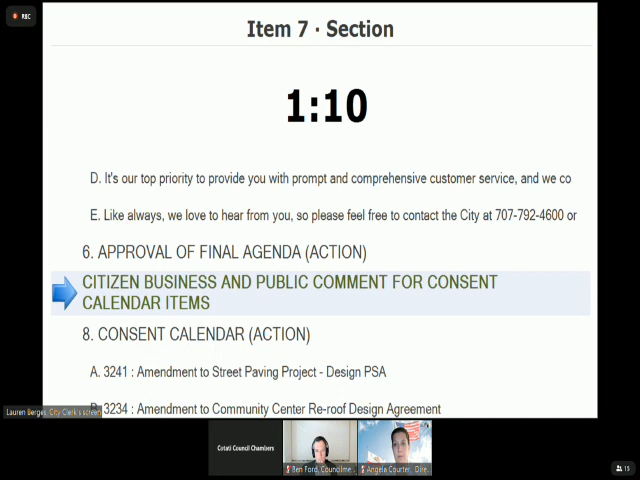 REC
Item 7 · Section
1:10
D. It's our top priority to provide you with prompt and comprehensive customer service, and we co
E. Like always, we love to hear from you, so please feel free to contact the City at 707-792-4600 or
6. APPROVAL OF FINAL AGENDA (ACTION)
CITIZEN BUSINESS AND PUBLIC COMMENT FOR CONSENT
CALENDAR ITEMS
8. CONSENT CALENDAR (ACTION)
A. 3241 : Amendment to Street Paving Project - Design PSA
Lauren Berges, City Clerk's screen
3234 : Amendment to Community Center Re-roof Design Agreement
Cotati Council Chambers
Ben Ford, Councilme...
Angela Courter, Dire...
15